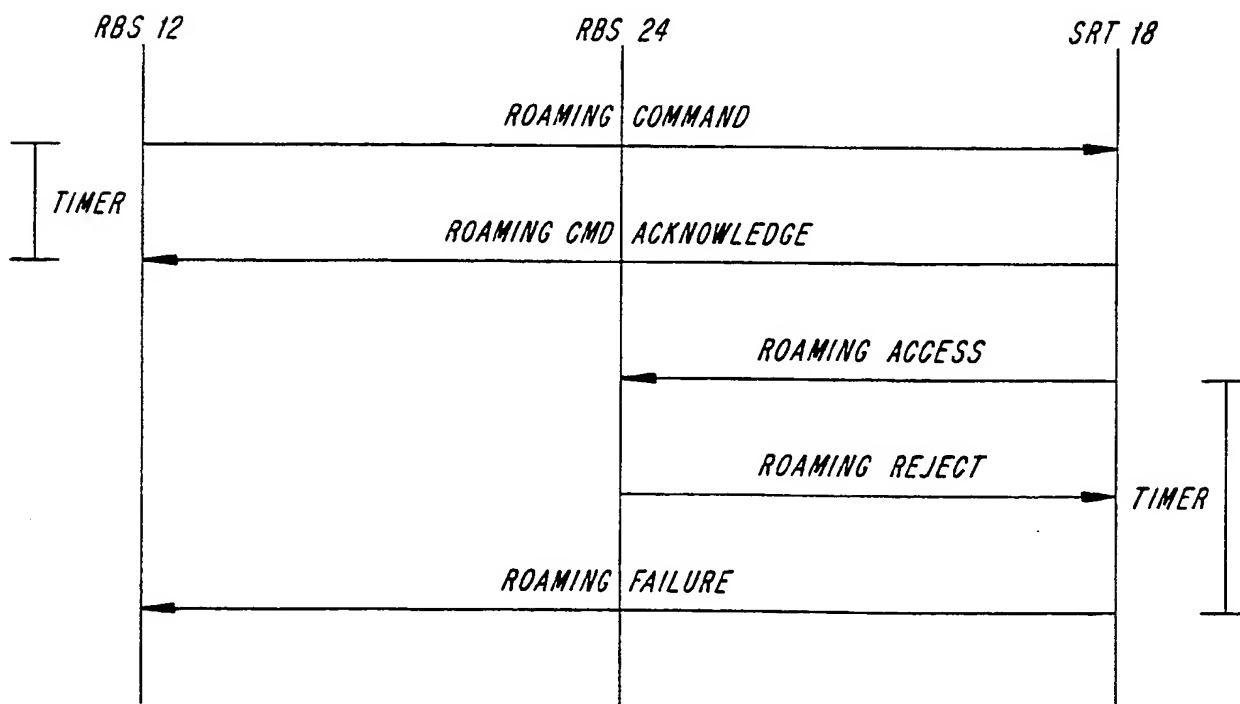 RBS 12
RBS 24
SRT 18
ROAMING COMMAND
TIMER
ROAMING CMD ACKNOWLEDGE
ROAMING ACCESS
ROAMING REJECT
TIMER
ROAMING FAILURE